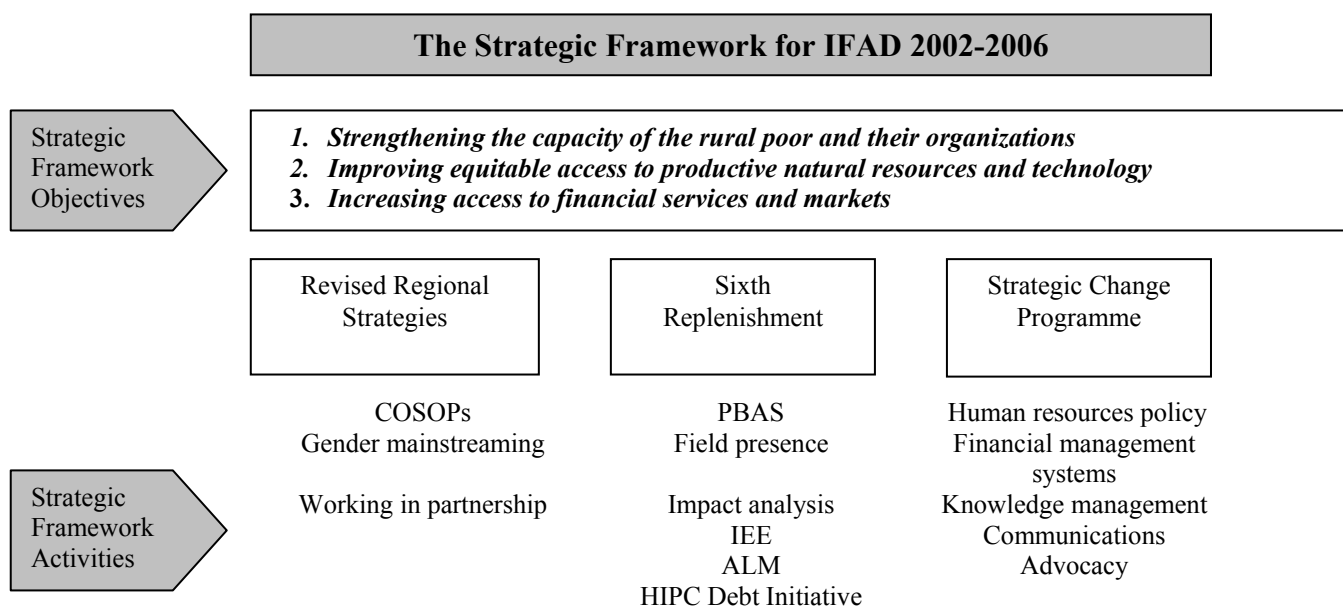 The Strategic Framework for IFAD 2002-2006
Strategic
Framework
Objectives
1. Strengthening the capacity of the rural poor and their organizations
2. Improving equitable access to productive natural resources and technology
3. Increasing access to financial services and markets
Revised Regional
Strategies
Sixth
Replenishment
Strategic Change
Programme
Strategic
Framework
Activities
COSOPs
Gender mainstreaming
Working in partnership
PBAS
Field presence
Impact analysis
IEE
ALM
HIPC Debt Initiative
Human resources policy
Financial management
systems
Knowledge management
Communications
Advocacy